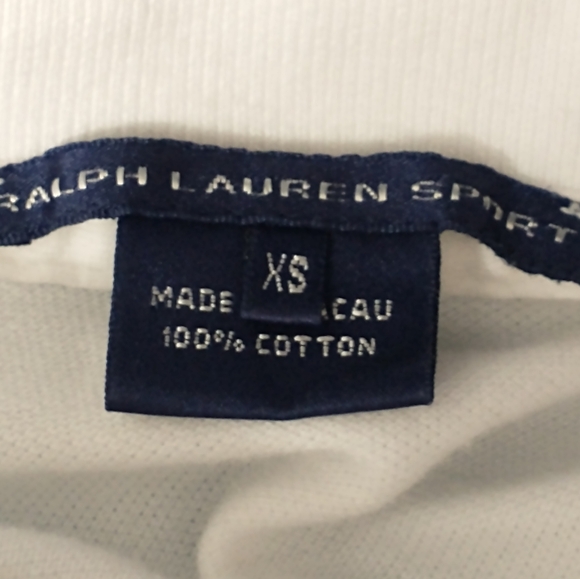 RALPH LAUREN SPORT
XS
MADE ACAU
100% COTTON